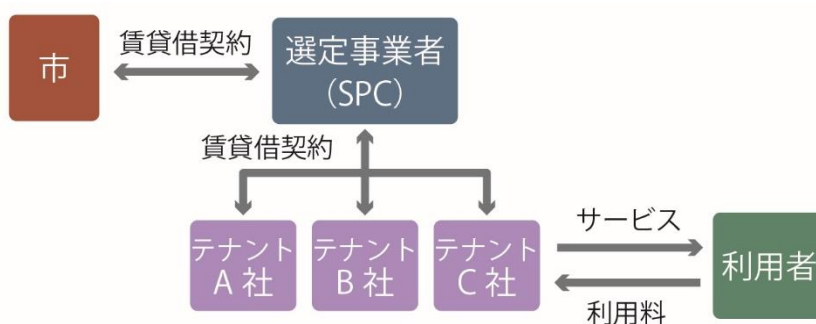 市
賃貸借契約
選定事業者
(SPC)
賃貸借契約
テナント
A 社
テナント
B 社
テナント
C 社
サービス
利用者
利用料